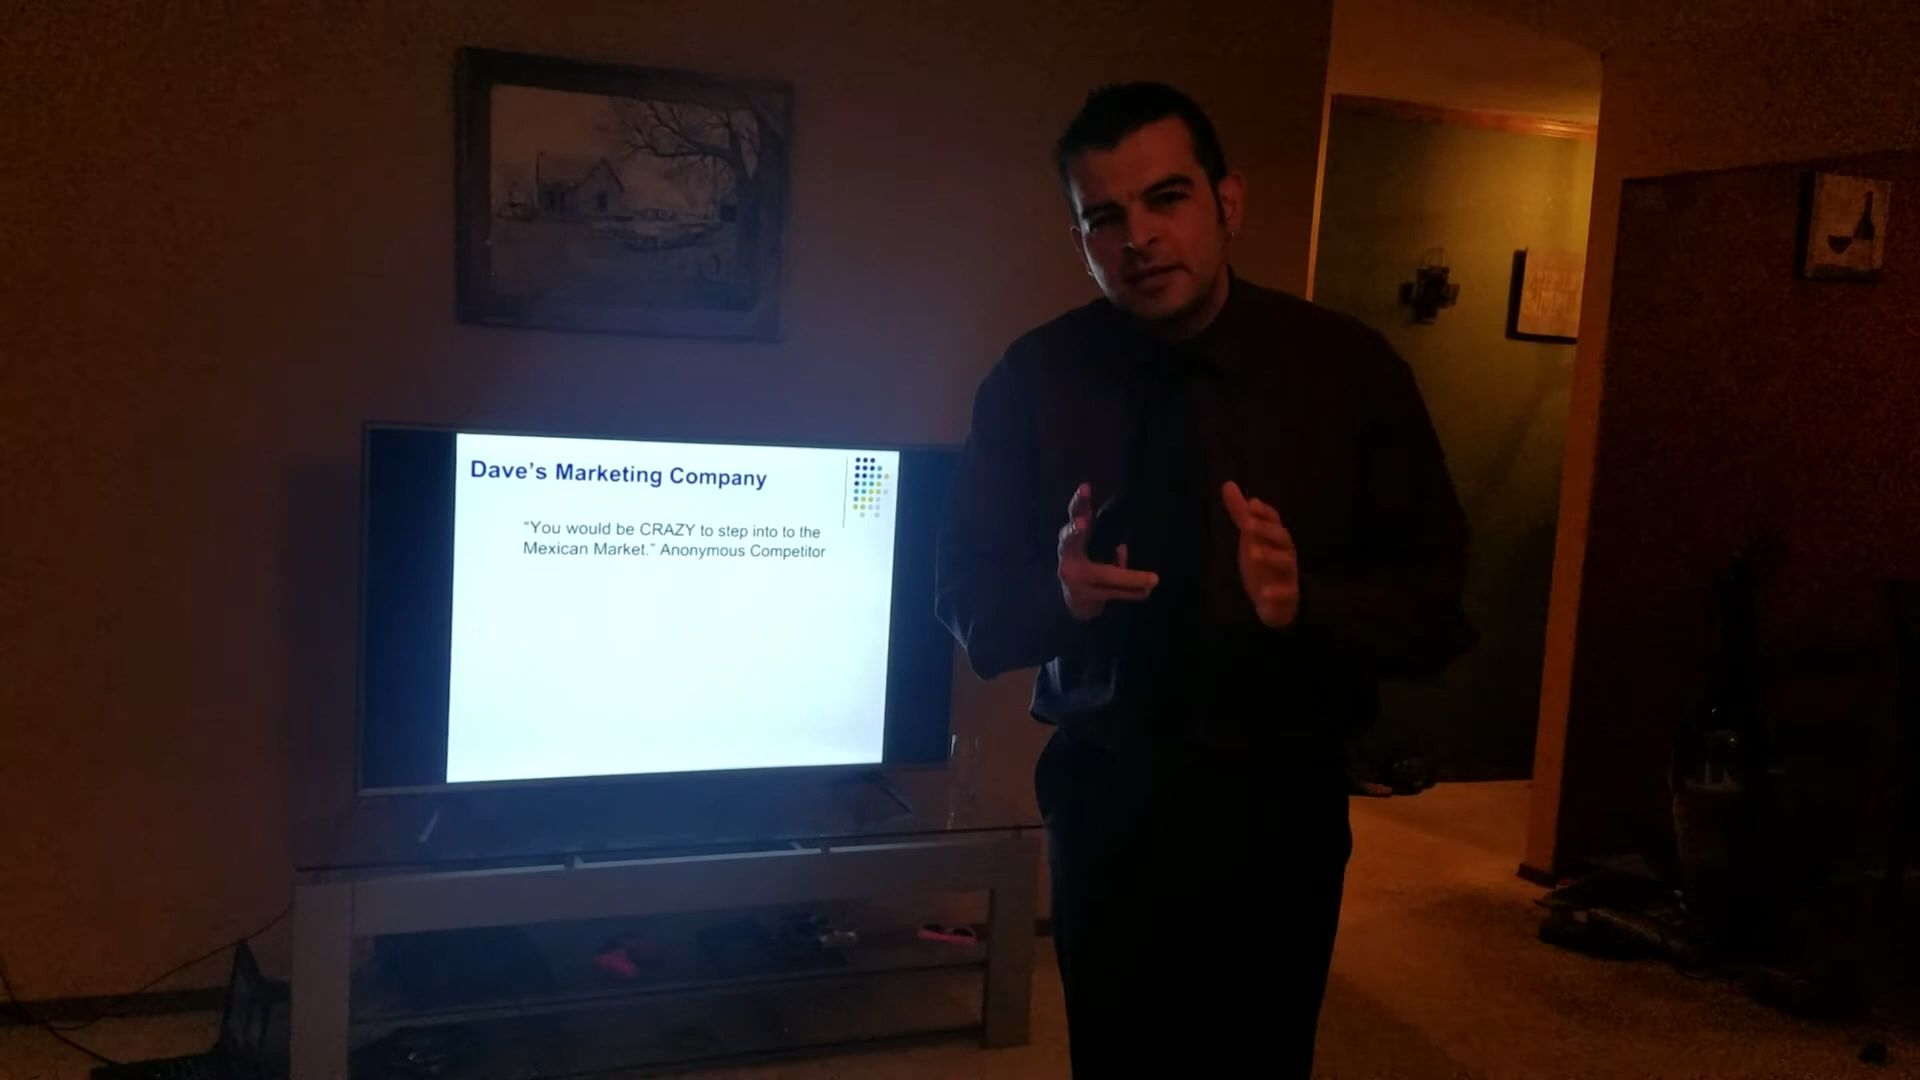 Dave's Marketing Company
"You would be CRAZY to step into to the
Mexican Market." Anonymous Competitor